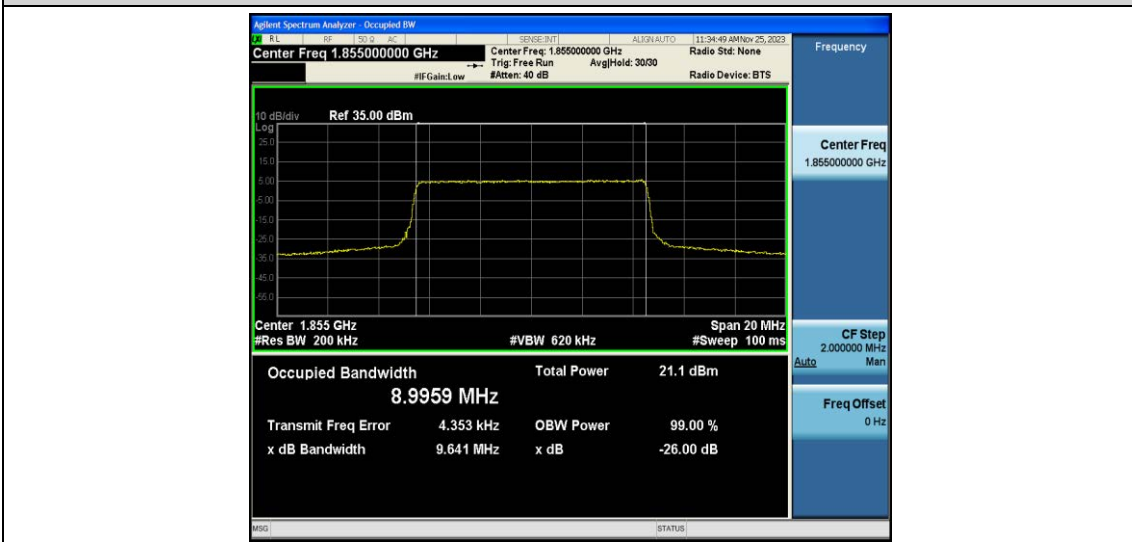 Agilent Spectrum Analyzer - Occupied BW
RL RF 50 Ω AC SENSE:INT ALIGN AUTO 11:34:49 AM Nov 25, 2023
Center Freq 1.855000000 GHz Center Freq: 1.855000000 GHz Radio Std: None Frequency
Trig: Free Run Avg|Hold: 30/30
#IFGain:Low #Atten: 40 dB Radio Device: BTS
10 dB/div Ref 35.00 dBm
Log
25.0
15.0
5.00
-5.00
-15.0
-25.0
-35.0
-45.0
-55.0
Center Freq
1.855000000 GHz
Center 1.855 GHz Span 20 MHz
#Res BW 200 kHz #VBW 620 kHz #Sweep 100 ms
CF Step
2.000000 MHz
Auto Man
Occupied Bandwidth Total Power 21.1 dBm
8.9959 MHz
Freq Offset
0 Hz
Transmit Freq Error 4.353 kHz OBW Power 99.00 %
x dB Bandwidth 9.641 MHz x dB -26.00 dB
MSG STATUS